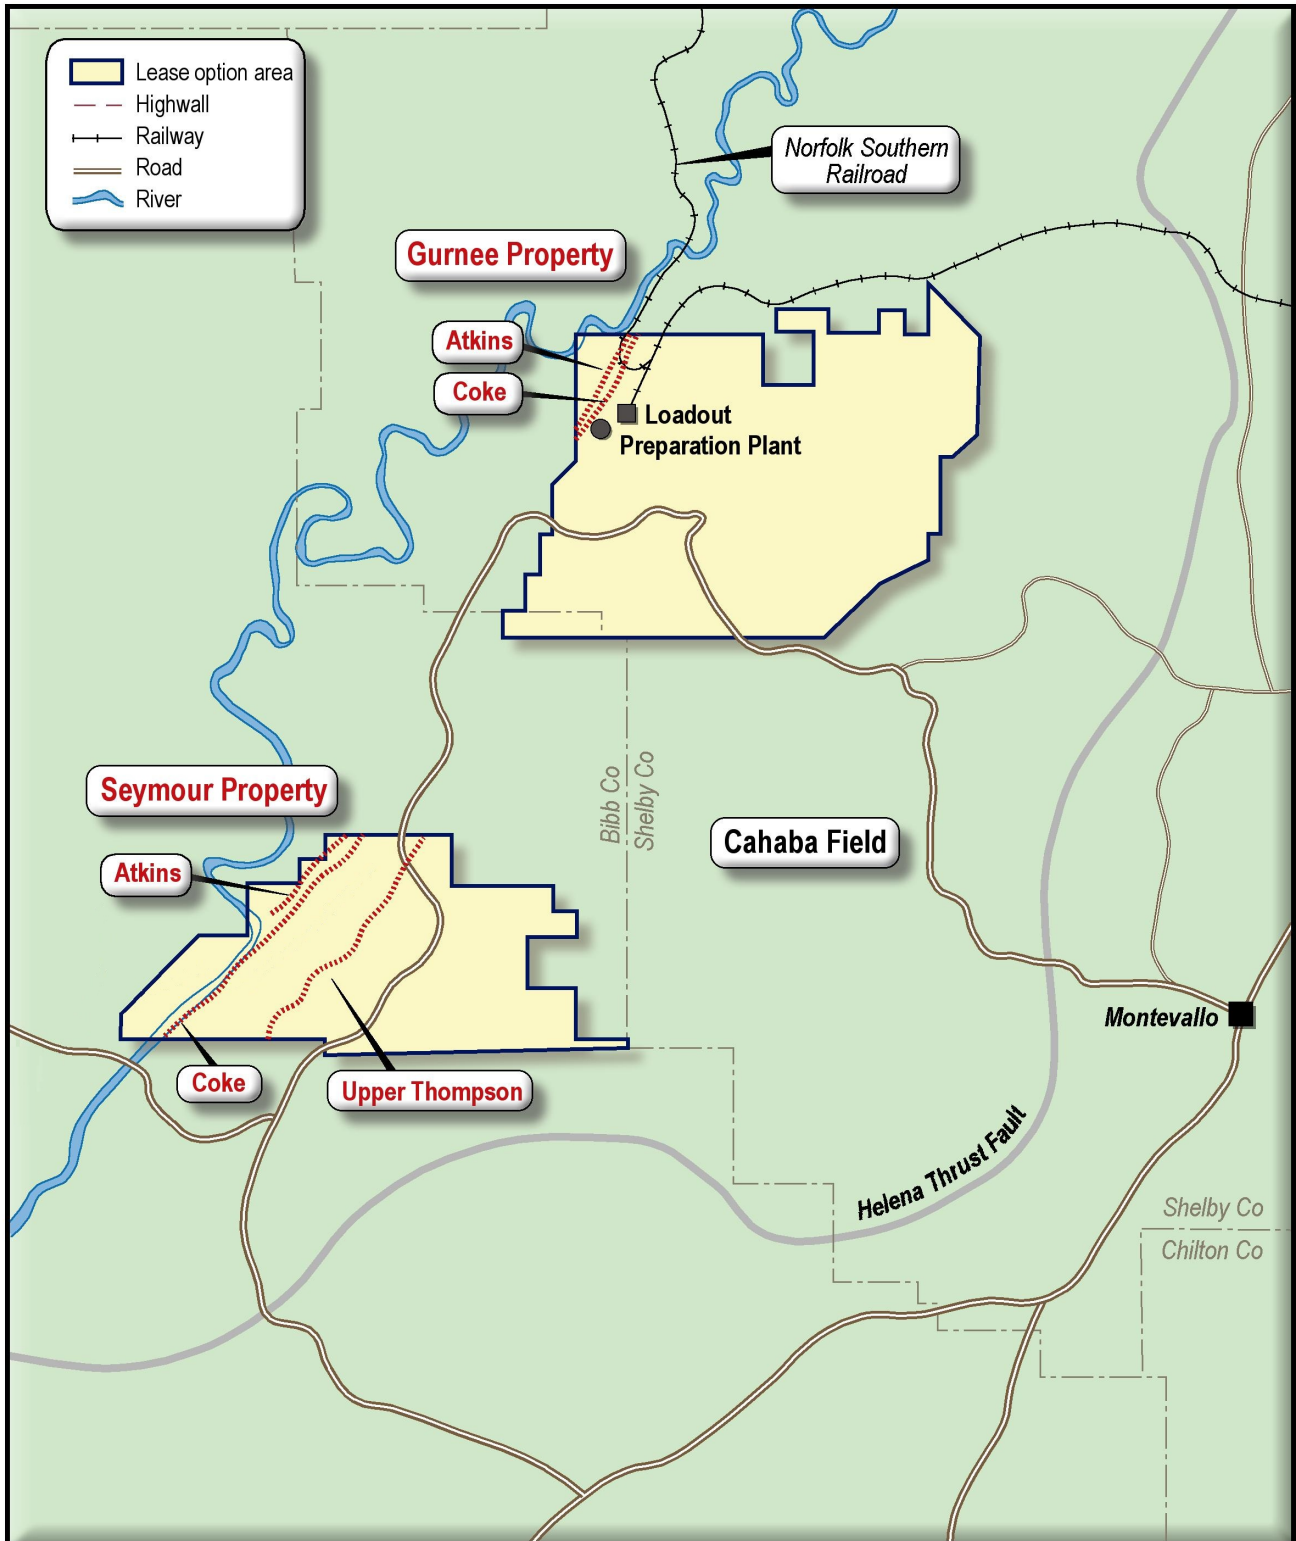 Lease option area
Highwall
Railway
Road
River
Norfolk Southern
Railroad
Gurnee Property
Atkins
Coke
Loadout
Preparation Plant
Bibb Co
Shelby Co
Seymour Property
Cahaba Field
Atkins
Montevallo
Coke
Upper Thompson
Helena Thrust Fault
Shelby Co
Chilton Co